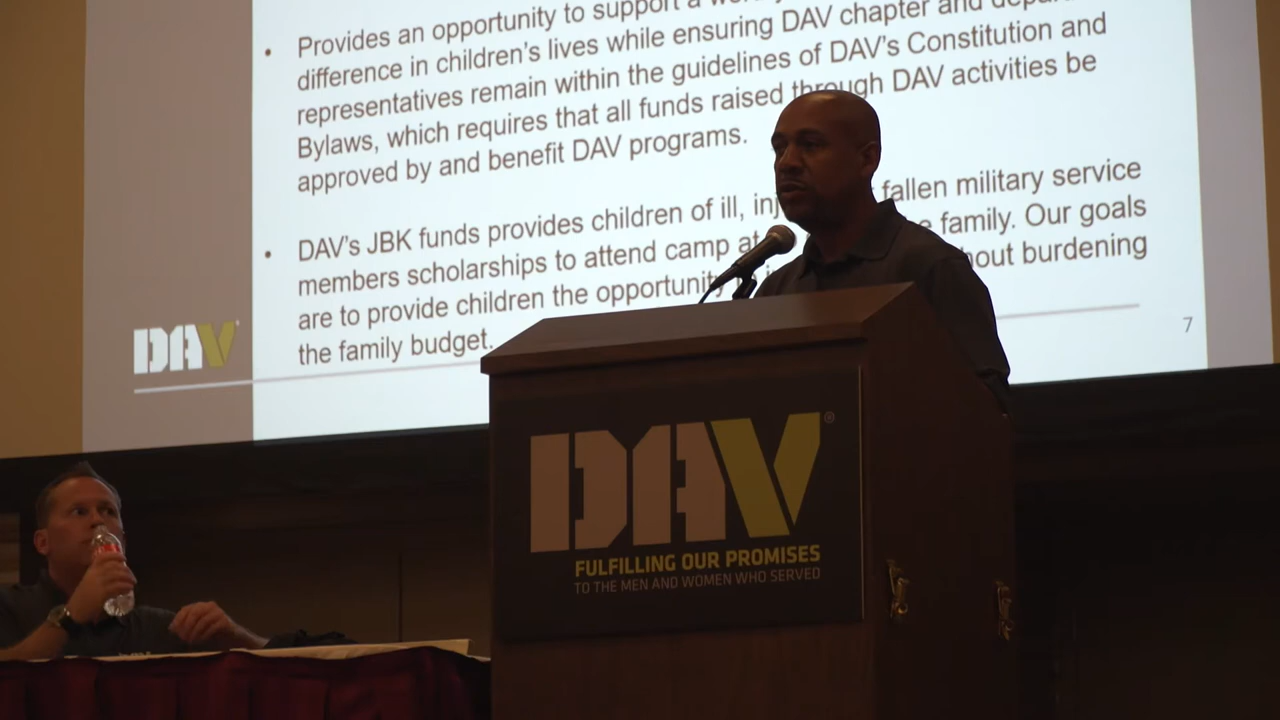 • Provides an opportunity to support a
difference in children's lives while ensuring DAV chapter and
representatives remain within the guidelines of DAV's Constitution and
Bylaws, which requires that all funds raised through DAV activities be
approved by and benefit DAV programs.
• DAV's JBK funds provides children of ill, fallen military service
members scholarships to attend camp at family. Our goals
are to provide children the opportunity burdening
the family budget.
DAV
7
DAV®
FULFILLING OUR PROMISES
TO THE MEN AND WOMEN WHO SERVED